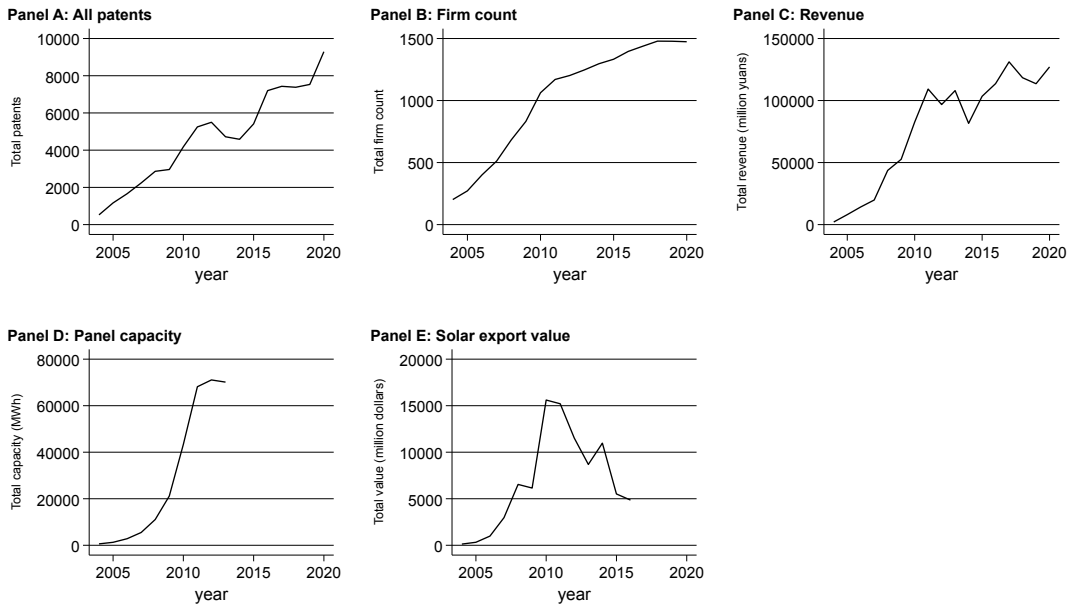 Panel A: All patents
Total patents
10000
8000
6000
4000
2000
0
2005 2010 2015 2020
year
Panel B: Firm count
Total firm count
1500
1000
500
0
2005 2010 2015 2020
year
Panel C: Revenue
Total revenue (million yuans)
150000
100000
50000
0
2005 2010 2015 2020
year
Panel D: Panel capacity
Total capacity (MWh)
80000
60000
40000
20000
0
2005 2010 2015 2020
year
Panel E: Solar export value
Total value (million dollars)
20000
15000
10000
5000
0
2005 2010 2015 2020
year